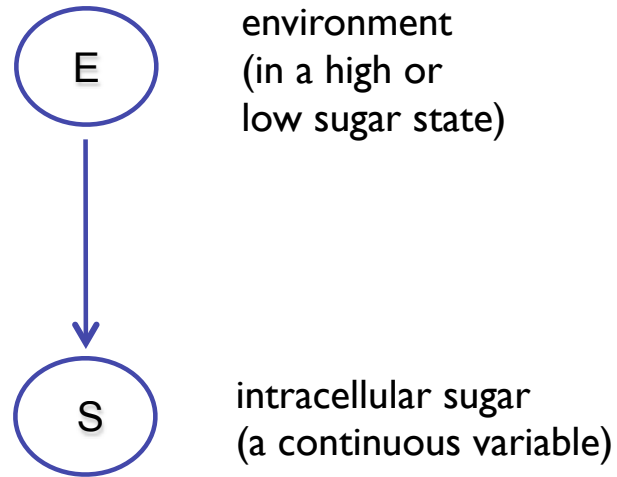 E
environment
(in a high or
low sugar state)
S
intracellular sugar
(a continuous variable)